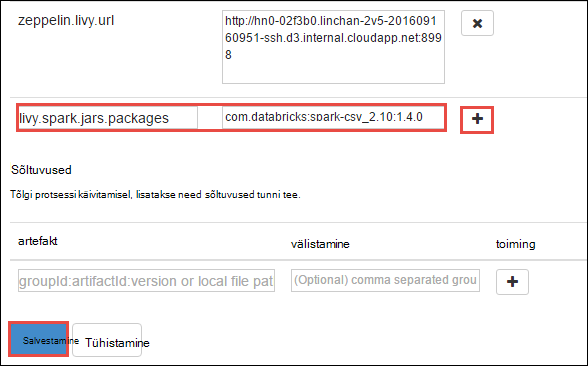 zeppelin.livy.url
http://hn0-02f3b0.linchan-2v5-2016091
60951-ssh.d3.internal.cloudapp.net:899
8
livy.spark.jars.packages
com.databricks:spark-csv_2.10:1.4.0
Sõltuvused
Tõlgi protsessi käivitamisel, lisatakse need sõltuvused tunni tee.
artefakt välistamine toiming
groupId:artifactId:version or local file pat (Optional) comma separated grou
Salvestamine Tühistamine